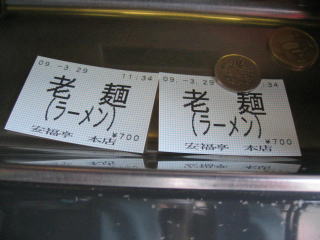 09.-3.29 11:34
老麺
(ラーメン)
¥700
安福亭 本店
09.-3.29 :34
老麺
(ラーメン)
¥700
安福亭 本店